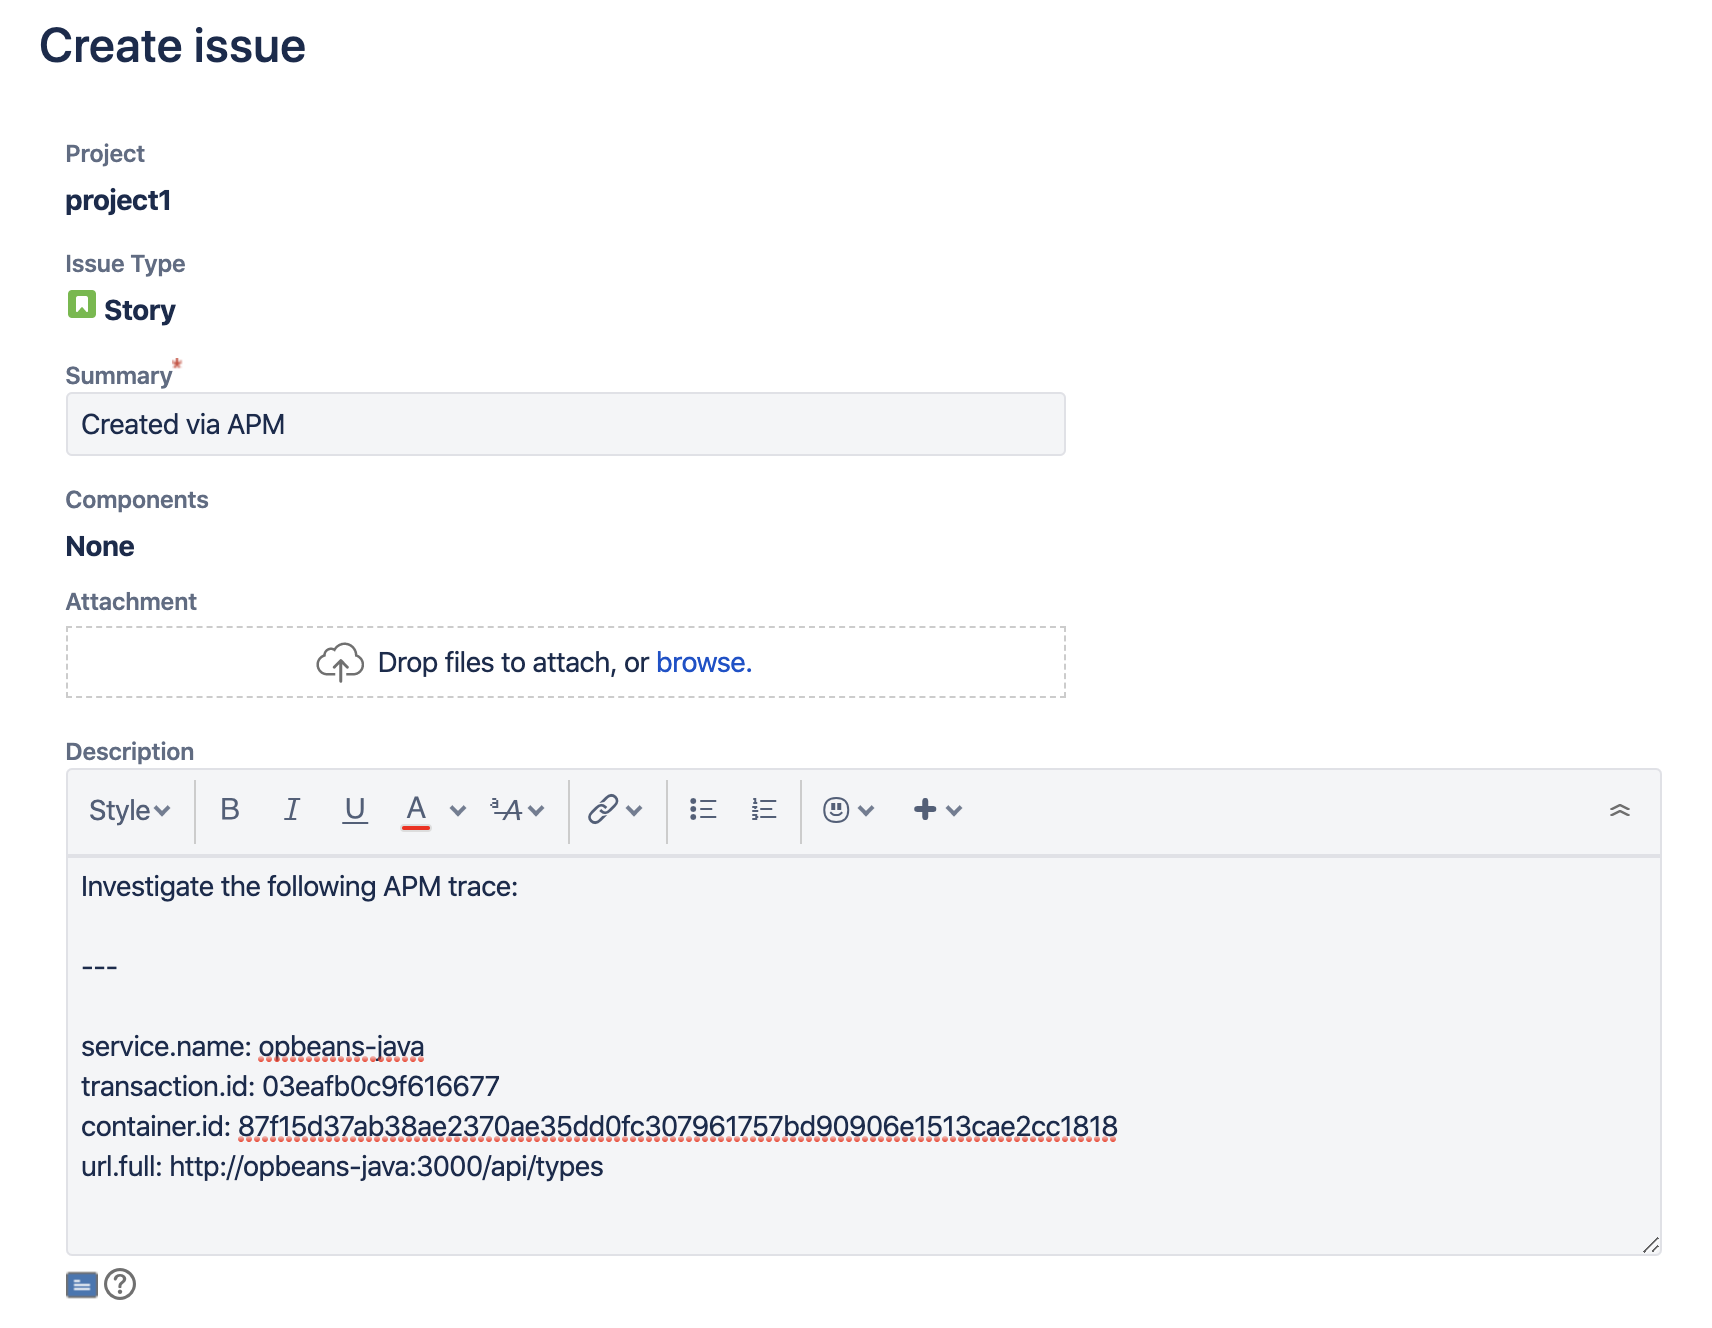 Create issue
Project
project1
Issue Type
Story
Summary*
Created via APM
Components
None
Attachment
Drop files to attach, or browse.
Description
Style B I U A A
Investigate the following APM trace:
---
service.name: opbeans-java
transaction.id: 03eafb0c9f616677
container.id: 87f15d37ab38ae2370ae35dd0fc307961757bd90906e1513cae2cc1818
url.full: http://opbeans-java:3000/api/types
?